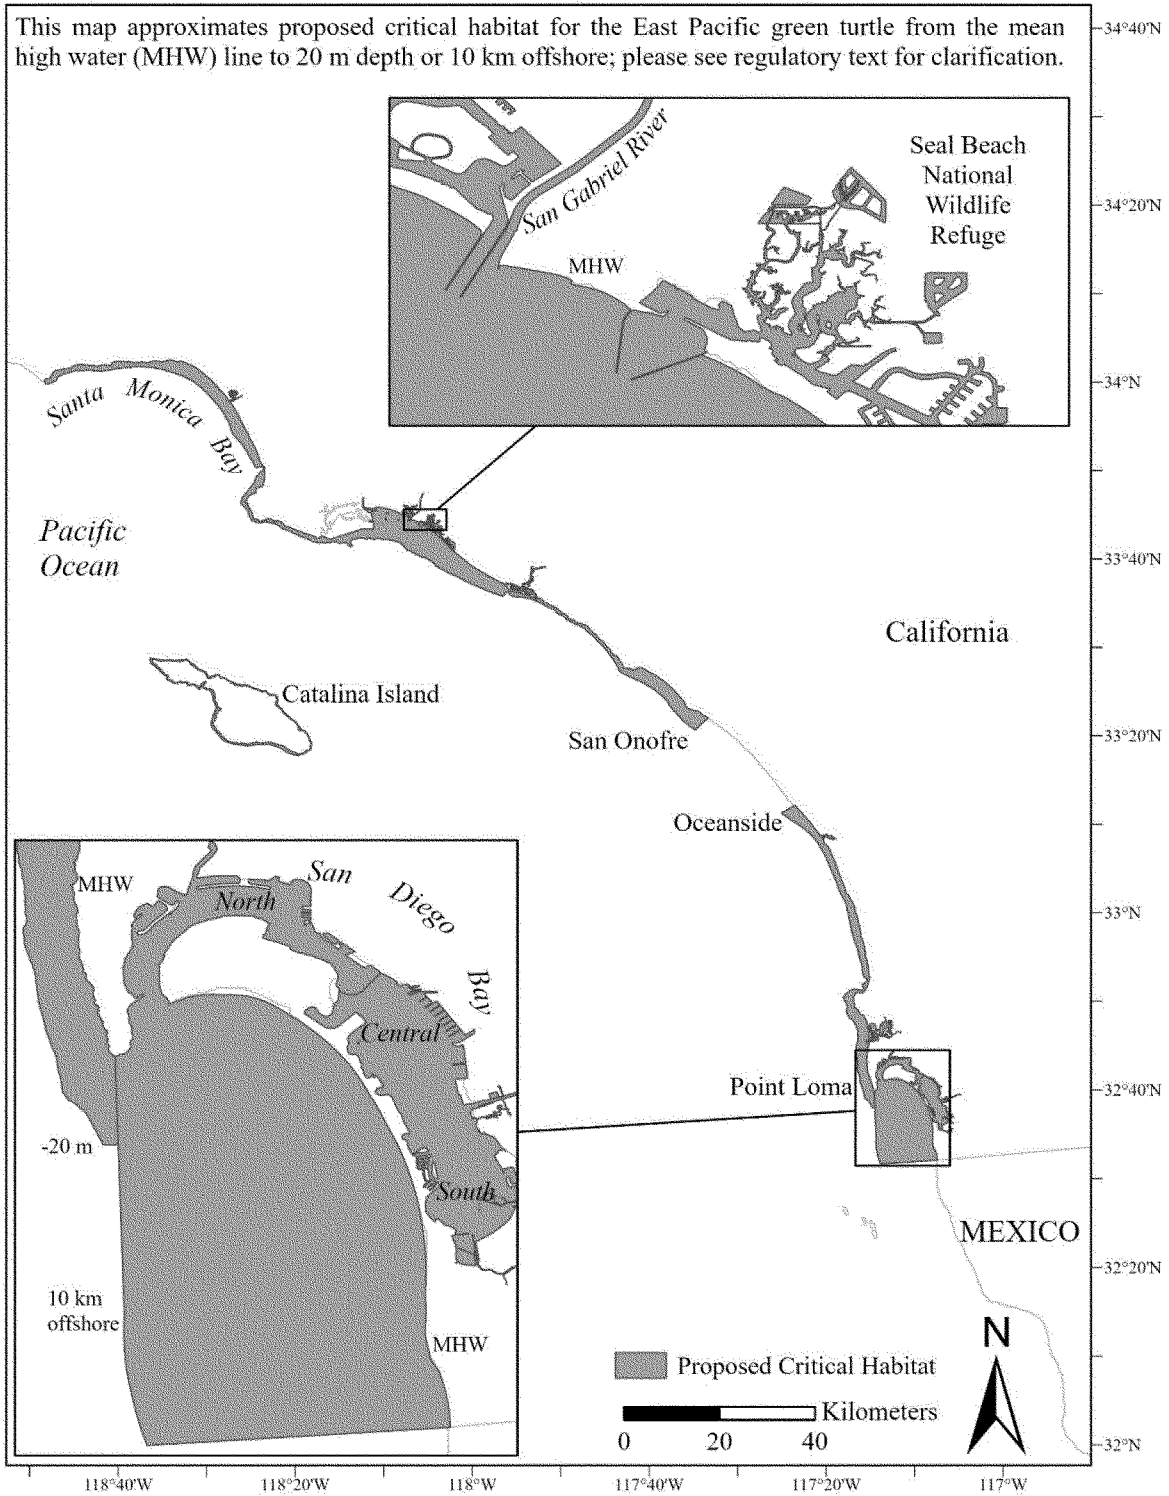 This map approximates proposed critical habitat for the East Pacific green turtle from the mean
high water (MHW) line to 20 m depth or 10 km offshore; please see regulatory text for clarification.
34°40'N
34°20'N
34°N
33°40'N
33°20'N
33°N
32°40'N
32°20'N
32°N
San Gabriel River
MHW
Seal Beach
National
Wildlife
Refuge
Santa Monica Bay
Pacific
Ocean
California
Catalina Island
San Onofre
Oceanside
Point Loma
MEXICO
MHW
San Diego Bay
North
Central
South
-20 m
10 km
offshore
MHW
N
Proposed Critical Habitat
Kilometers
0 20 40
118°40'W 118°20'W 118°W 117°40'W 117°20'W 117°W